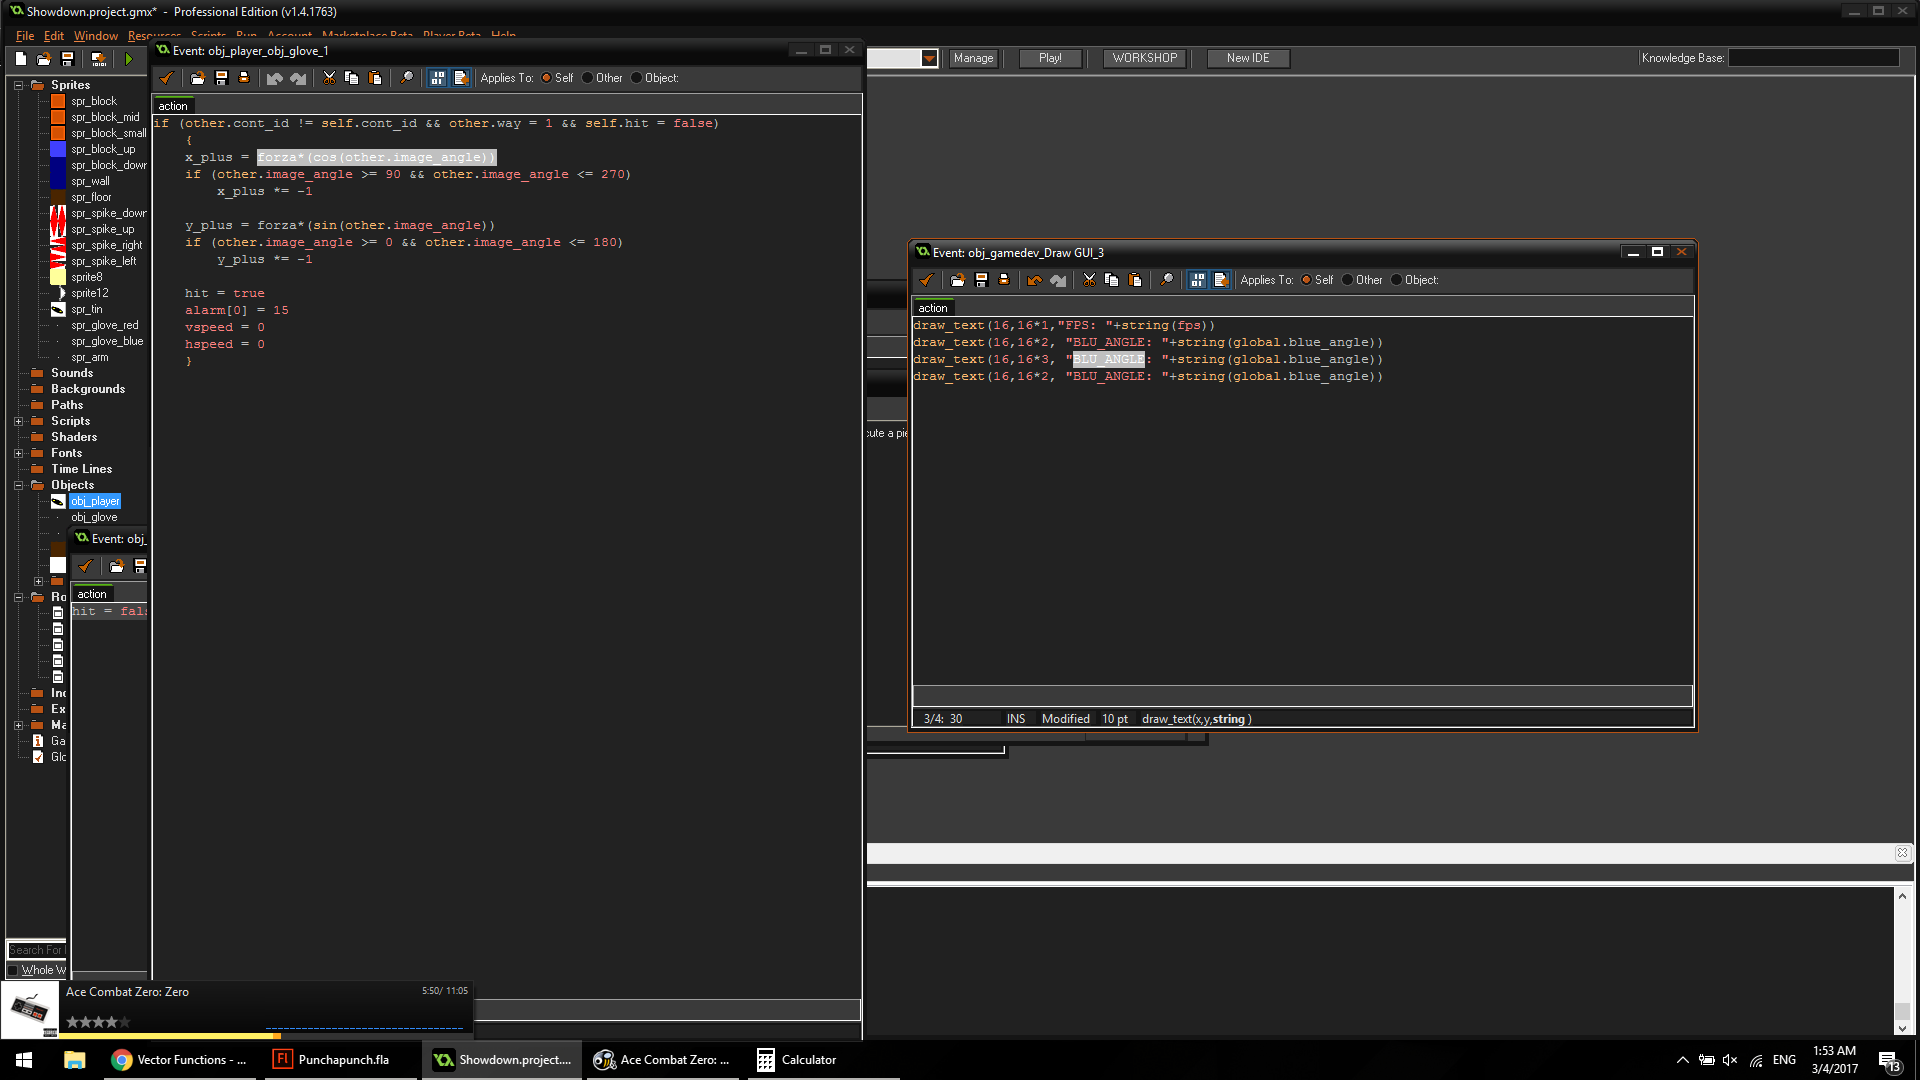 Showdown.project.gmx*  -  Professional Edition (v1.4.1763)
File Edit Window Resources Scripts Run Account Marketplace Beta Player Beta Help
Manage
Play!
WORKSHOP
New IDE
Knowledge Base:
Sprites
spr_block
spr_block_mid
spr_block_small
spr_block_up
spr_block_down
spr_wall
spr_floor
spr_spike_down
spr_spike_up
spr_spike_right
spr_spike_left
sprite8
sprite12
spr_tin
spr_glove_red
spr_glove_blue
spr_arm
Sounds
Backgrounds
Paths
Scripts
Shaders
Fonts
Time Lines
Objects
obj_player
obj_glove
Ro
Inc
Ex
Ma
Ga
Glo
Search For
Whole W
Event: obj_
action
hit = fals
Event: obj_player_obj_glove_1
Applies To: Self Other Object:
action
if (other.cont_id != self.cont_id && other.way = 1 && self.hit = false)
{
x_plus = forza*(cos(other.image_angle))
if (other.image_angle >= 90 && other.image_angle <= 270)
x_plus *= -1
y_plus = forza*(sin(other.image_angle))
if (other.image_angle >= 0 && other.image_angle <= 180)
y_plus *= -1
hit = true
alarm[0] = 15
vspeed = 0
hspeed = 0
}
cute a pie
Event: obj_gamedev_Draw GUI_3
Applies To: Self Other Object:
action
draw_text(16,16*1,"FPS: "+string(fps))
draw_text(16,16*2, "BLU_ANGLE: "+string(global.blue_angle))
draw_text(16,16*3, "BLU_ANGLE: "+string(global.blue_angle))
draw_text(16,16*2, "BLU_ANGLE: "+string(global.blue_angle))
3/4: 30 INS Modified 10 pt draw_text(x,y,string )
Ace Combat Zero: Zero
5:50/ 11:05
Vector Functions - ...
Punchapunch.fla
Showdown.project....
Ace Combat Zero: ...
Calculator
ENG
1:53 AM
3/4/2017
13